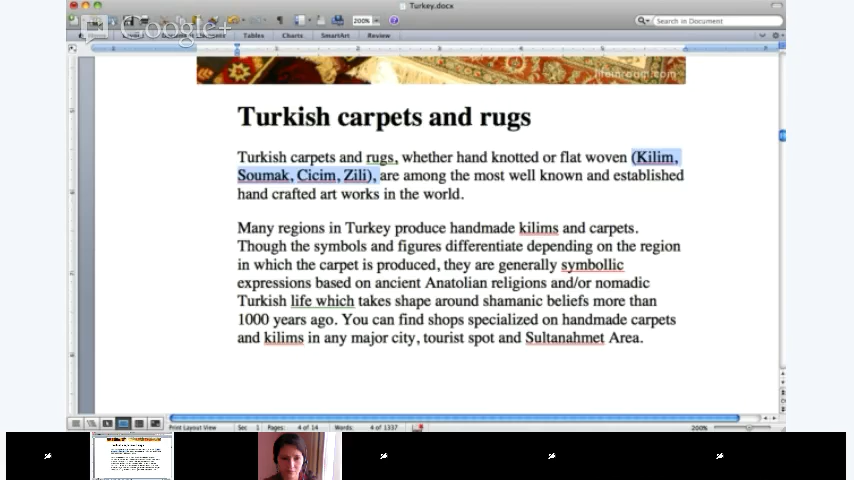 Turkey.docx
Google+
200%
Search in Document
Tables
Charts
SmartArt
Review
lifeinroom.com
Turkish carpets and rugs
Turkish carpets and rugs, whether hand knotted or flat woven (Kilim,
Soumak, Cicim, Zili), are among the most well known and established
hand crafted art works in the world.
Many regions in Turkey produce handmade kilims and carpets.
Though the symbols and figures differentiate depending on the region
in which the carpet is produced, they are generally symbollic
expressions based on ancient Anatolian religions and/or nomadic
Turkish life which takes shape around shamanic beliefs more than
1000 years ago. You can find shops specialized on handmade carpets
and kilims in any major city, tourist spot and Sultanahmet Area.
Print Layout View
Sec 1
Pages: 4 of 14
Words: 4 of 1337
200%